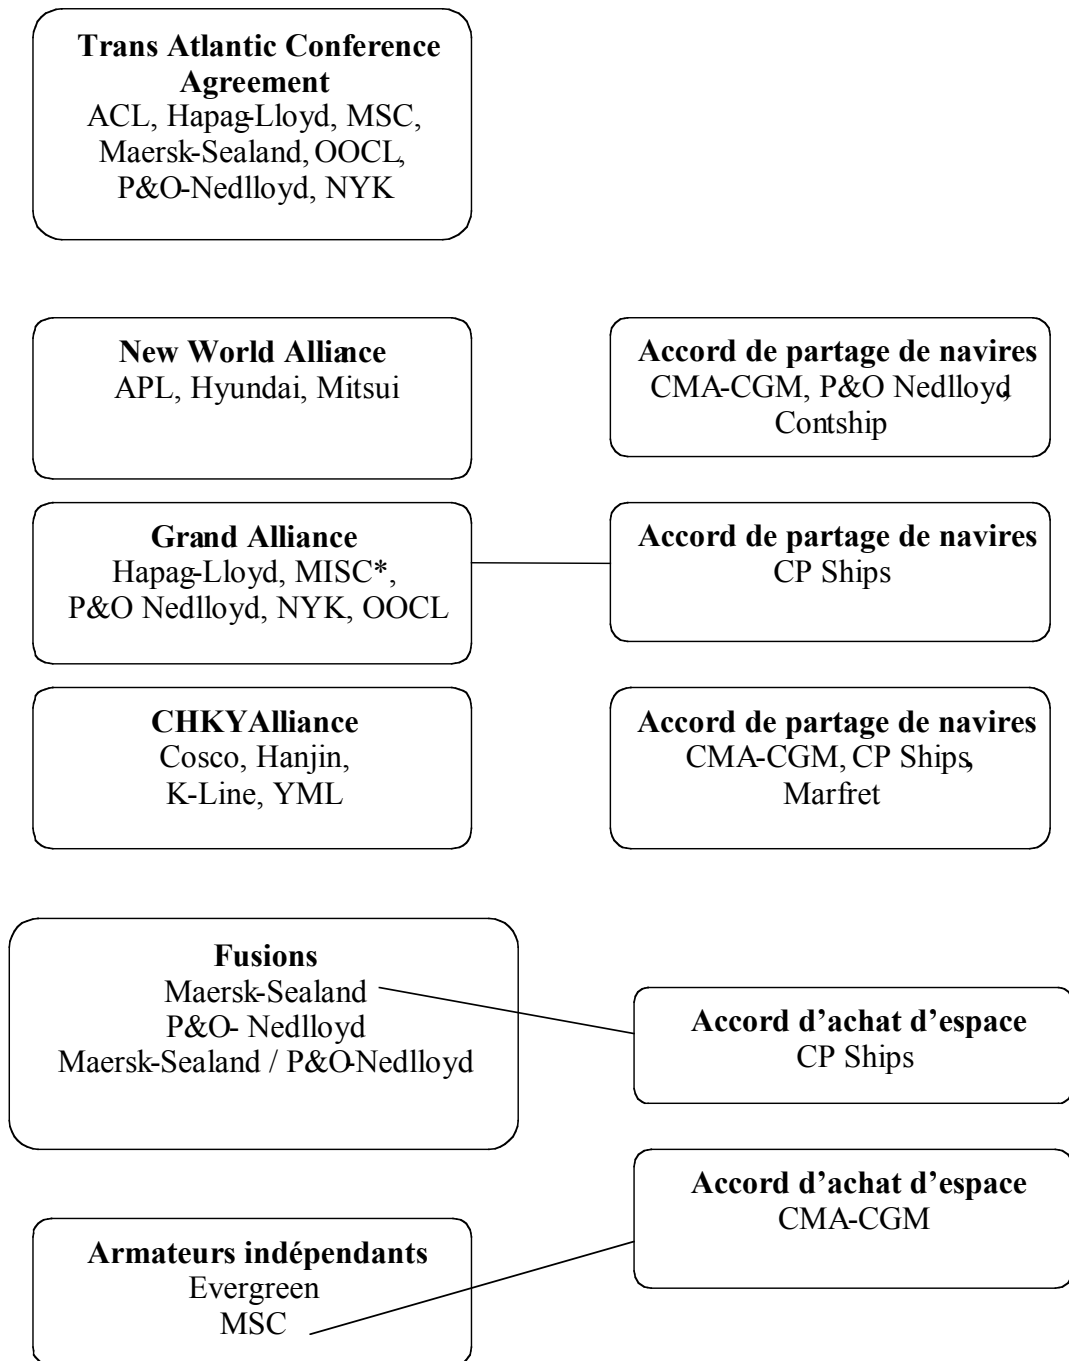 Trans Atlantic Conference
Agreement
ACL, Hapag-Lloyd, MSC,
Maersk-Sealand, OOCL,
P&O-Nedlloyd, NYK
New World Alliance
APL, Hyundai, Mitsui
Accord de partage de navires
CMA-CGM, P&O Nedlloyd,
Contship
Grand Alliance
Hapag-Lloyd, MISC*,
P&O Nedlloyd, NYK, OOCL
Accord de partage de navires
CP Ships
CHKYAlliance
Cosco, Hanjin,
K-Line, YML
Accord de partage de navires
CMA-CGM, CP Ships,
Marfret
Fusions
Maersk-Sealand
P&O- Nedlloyd
Maersk-Sealand / P&O-Nedlloyd
Accord d’achat d’espace
CP Ships
Accord d’achat d’espace
CMA-CGM
Armateurs indépendants
Evergreen
MSC